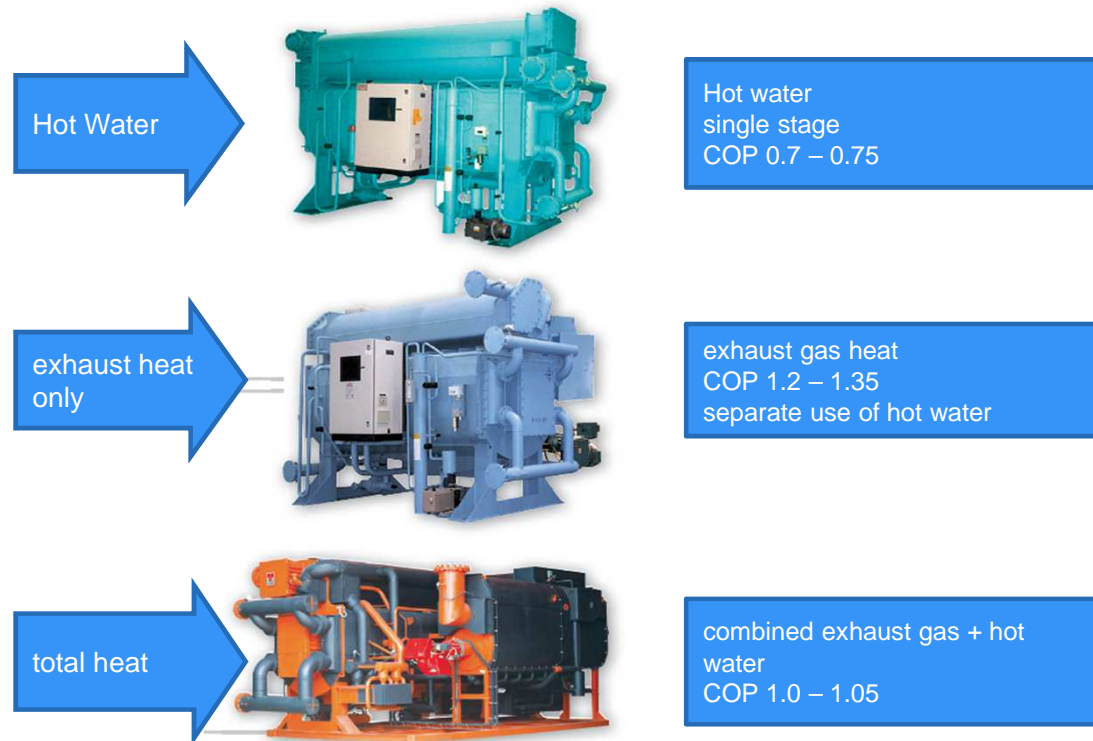 Hot Water
Hot water
single stage
COP 0.7 – 0.75
exhaust heat
only
exhaust gas heat
COP 1.2 – 1.35
separate use of hot water
total heat
combined exhaust gas + hot
water
COP 1.0 – 1.05